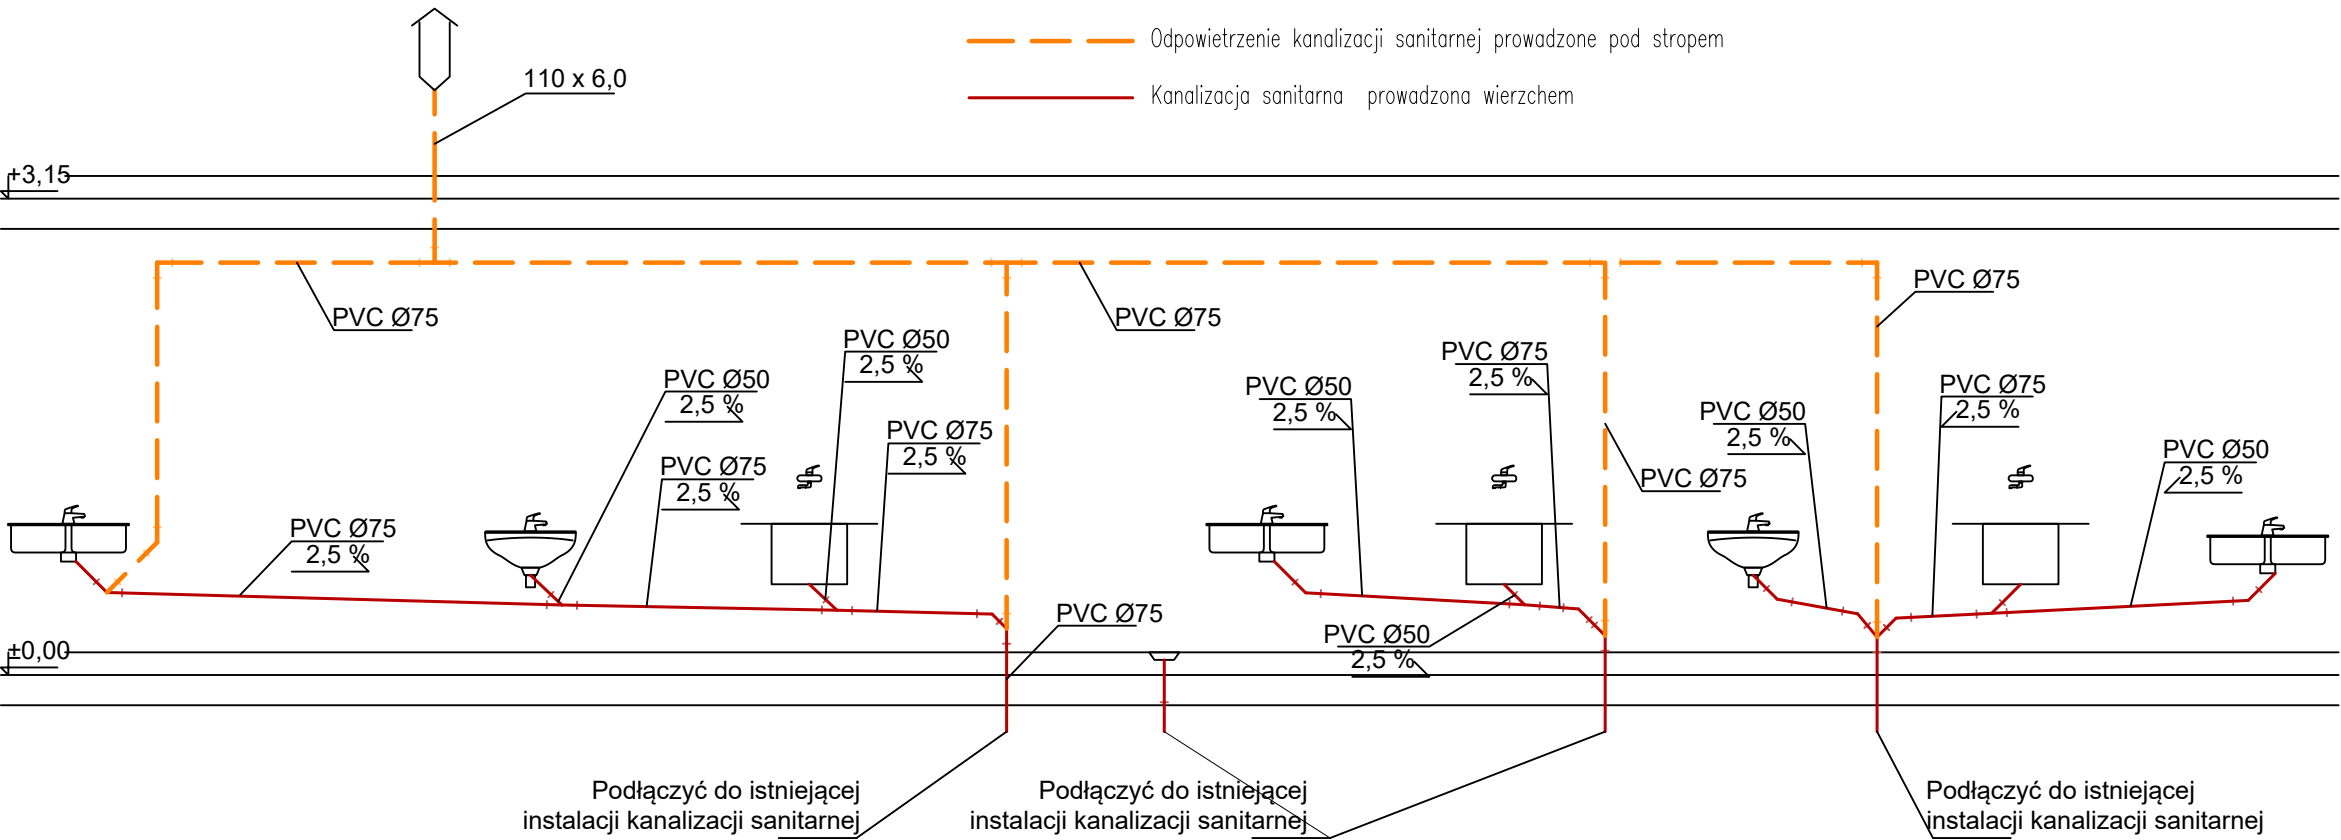 Odpowietrzenie kanalizacji sanitarnej prowadzone pod stropem
110 x 6,0
Kanalizacja sanitarna prowadzona wierzchem
+3,15
PVC Ø75
PVC Ø75
PVC Ø75
PVC Ø50
2,5 %
PVC Ø75
2,5 %
PVC Ø50
2,5 %
PVC Ø50
2,5 %
PVC Ø75
2,5 %
PVC Ø50
2,5 %
PVC Ø75
2,5 %
PVC Ø75
2,5 %
PVC Ø75
PVC Ø50
2,5 %
PVC Ø75
2,5 %
PVC Ø75
PVC Ø50
2,5 %
±0,00
Podłączyć do istniejącej
instalacji kanalizacji sanitarnej
Podłączyć do istniejącej
instalacji kanalizacji sanitarnej
Podłączyć do istniejącej
instalacji kanalizacji sanitarnej